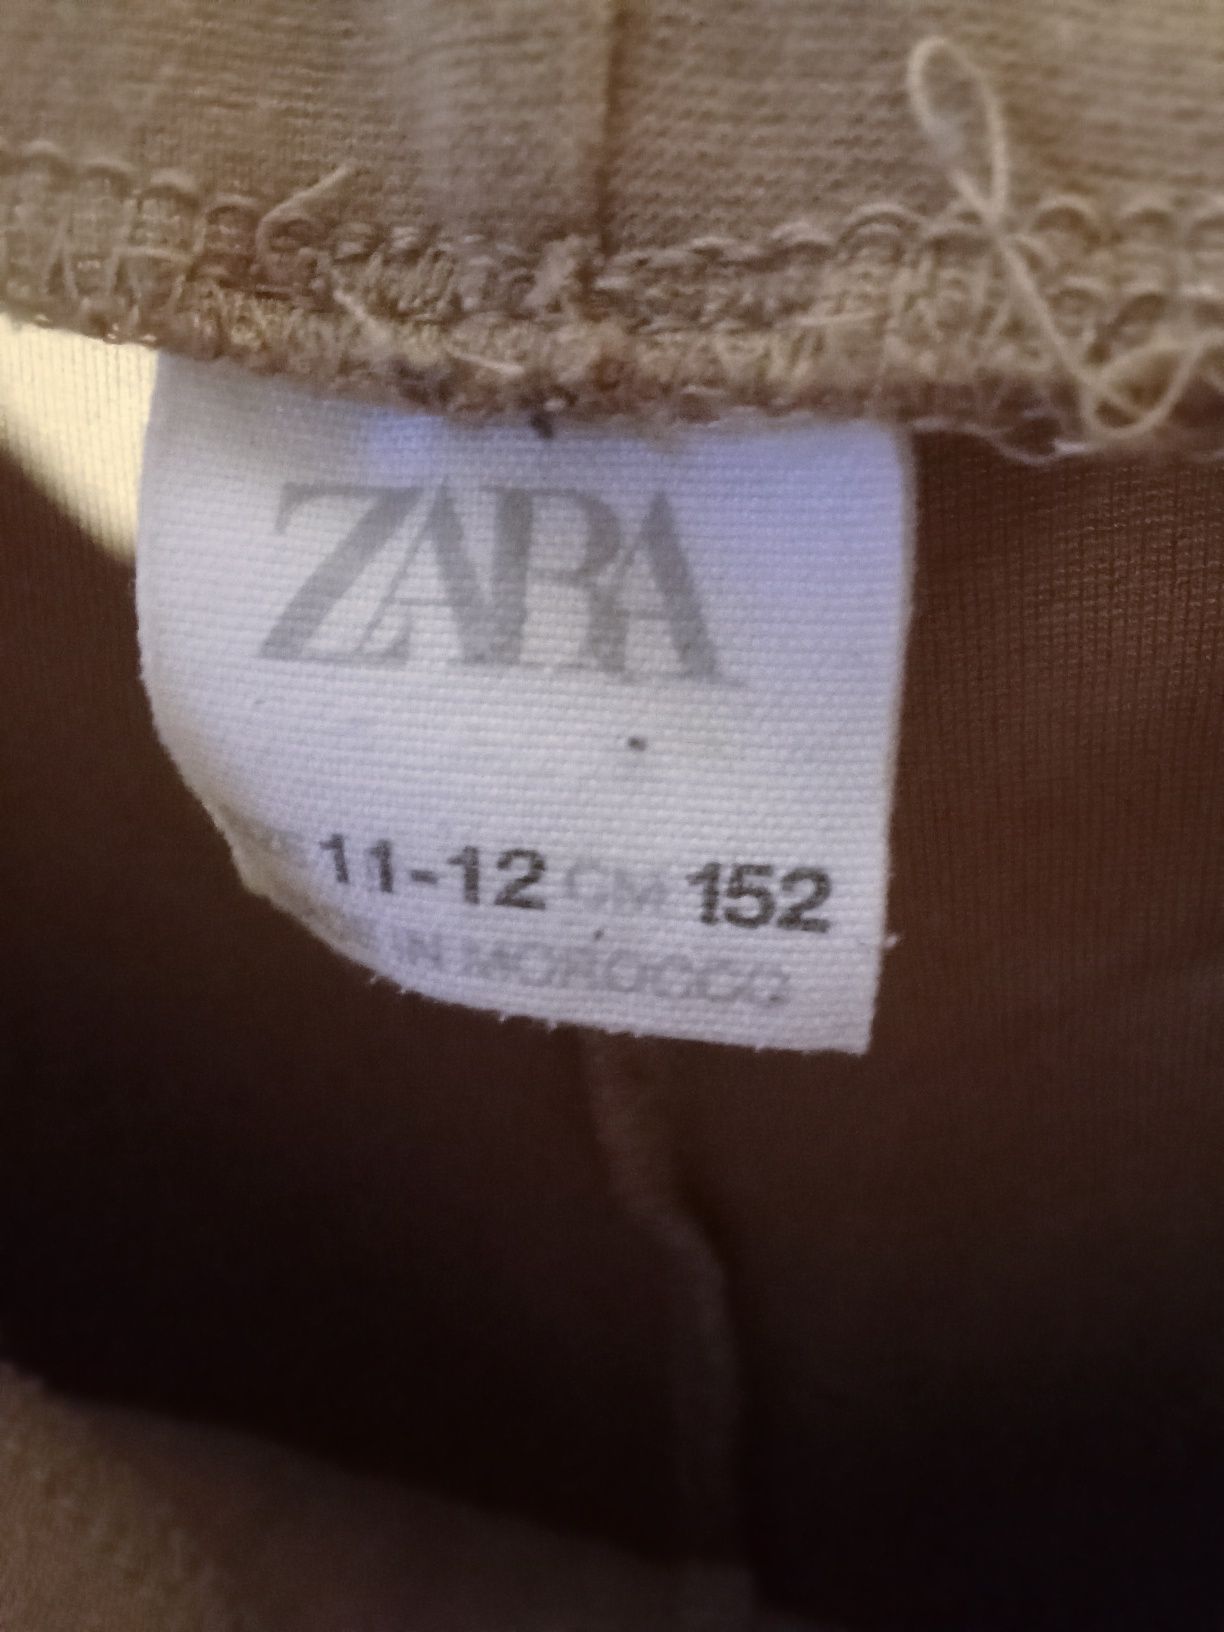 ZARA
11-12 CM 152
IN MOROCCO